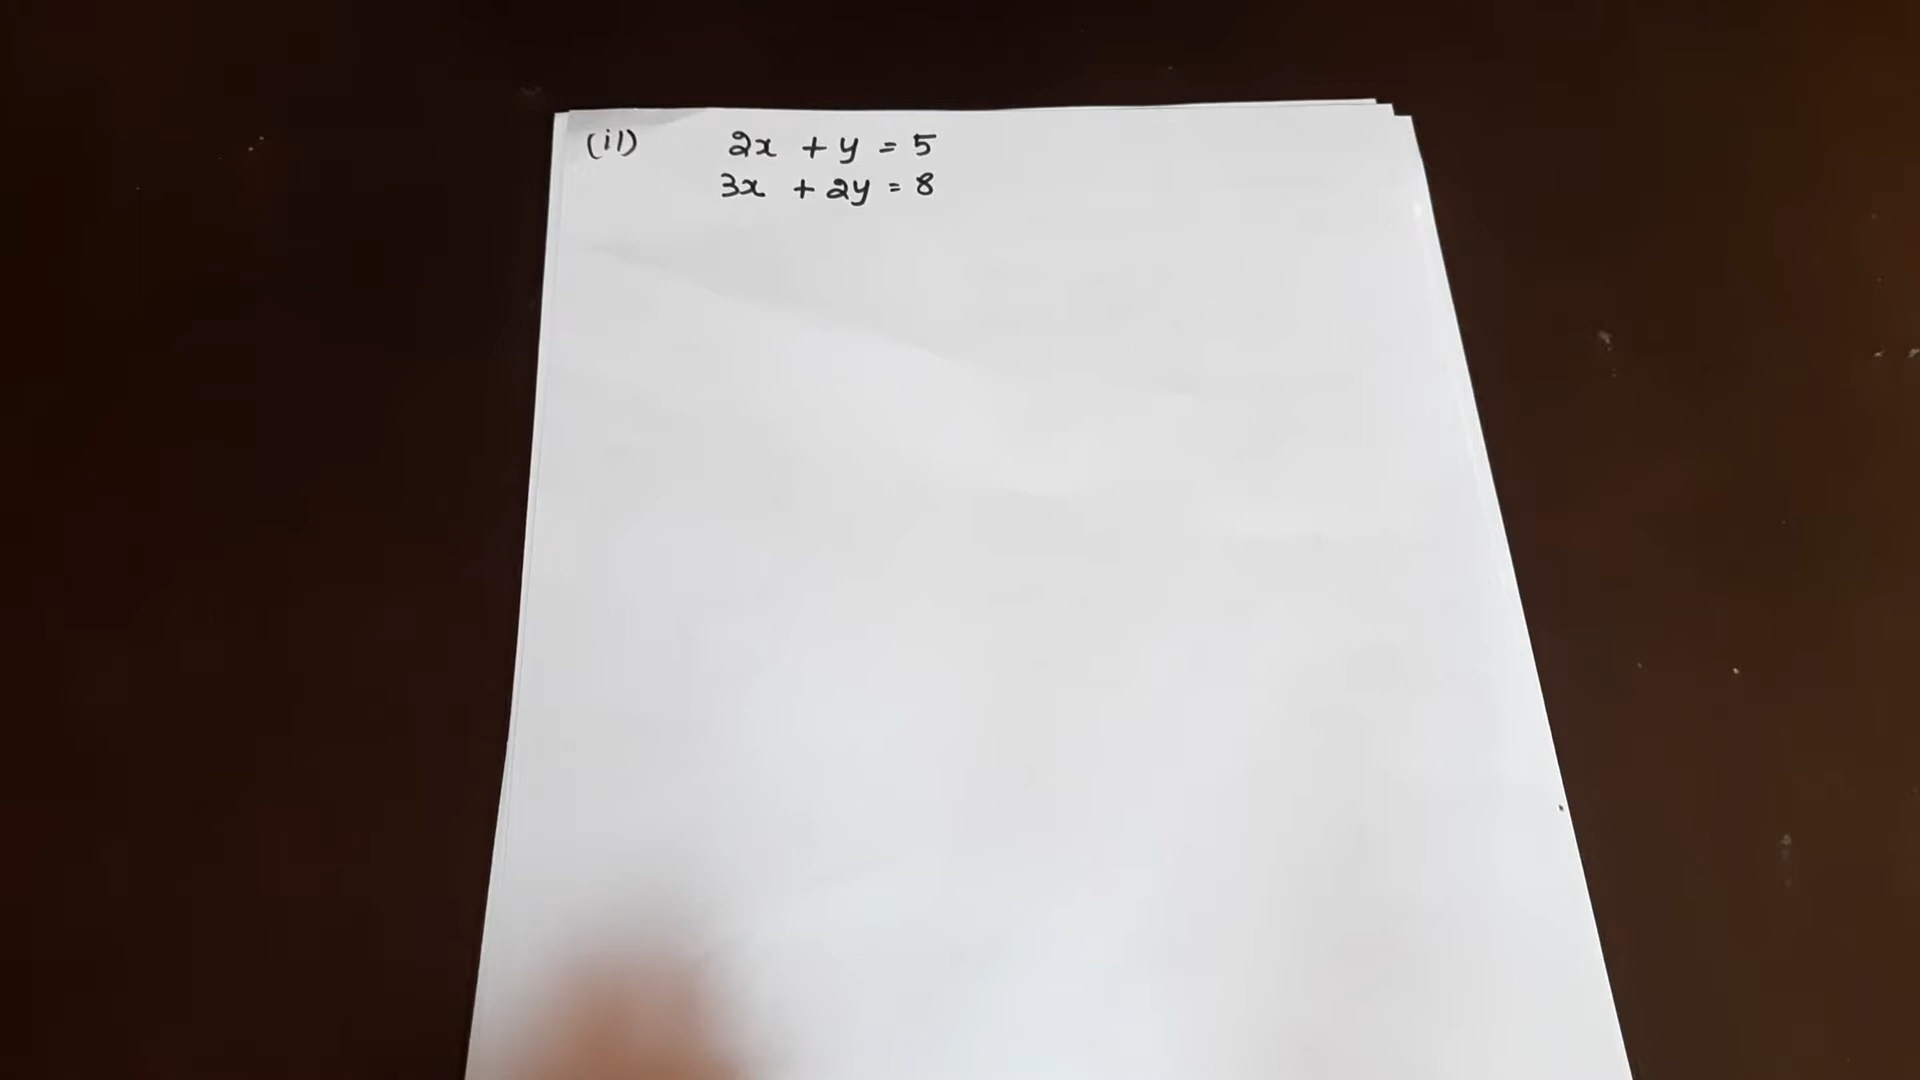 (ii) 2x + y = 5
3x + 2y = 8